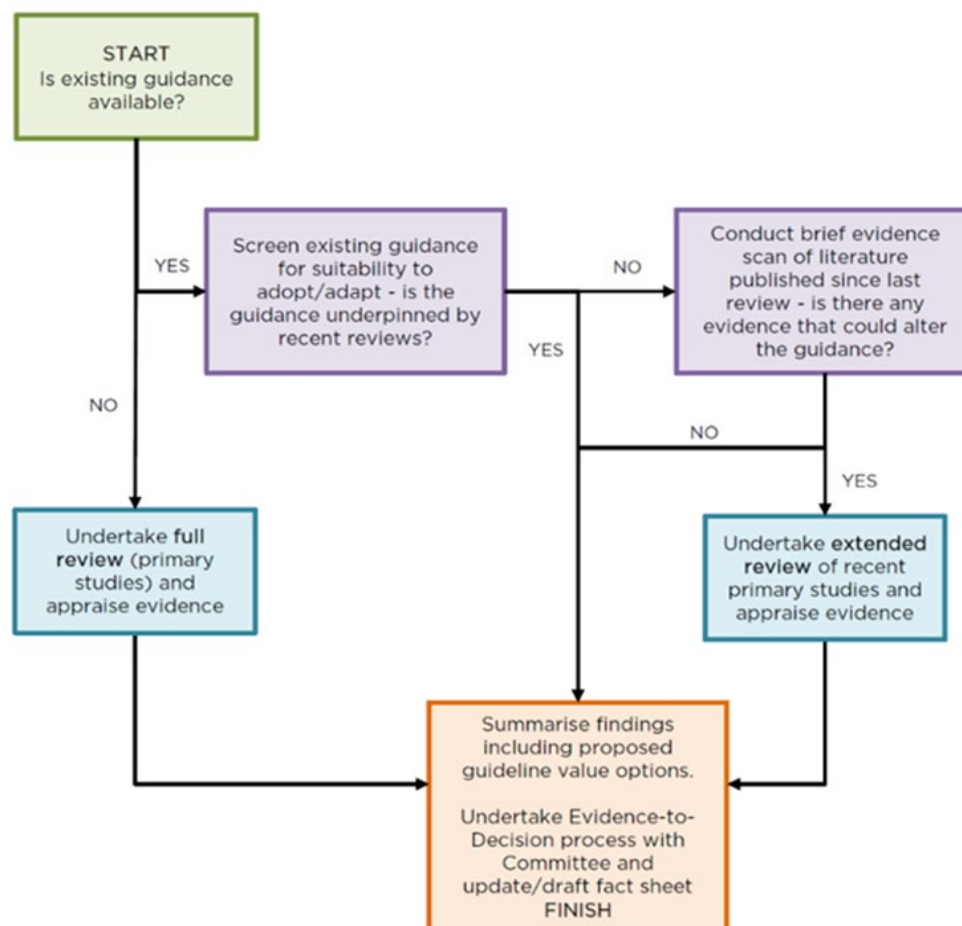 START
Is existing guidance
available?
YES
Screen existing guidance
for suitability to
adopt/adapt - is the
guidance underpinned by
recent reviews?
NO
Conduct brief evidence
scan of literature
published since last
review - is there any
evidence that could alter
the guidance?
YES
NO
NO
YES
Undertake full
review (primary
studies) and
appraise evidence
Undertake extended
review of recent
primary studies and
appraise evidence
Summarise findings
including proposed
guideline value options.
Undertake Evidence-to-
Decision process with
Committee and
update/draft fact sheet
FINISH